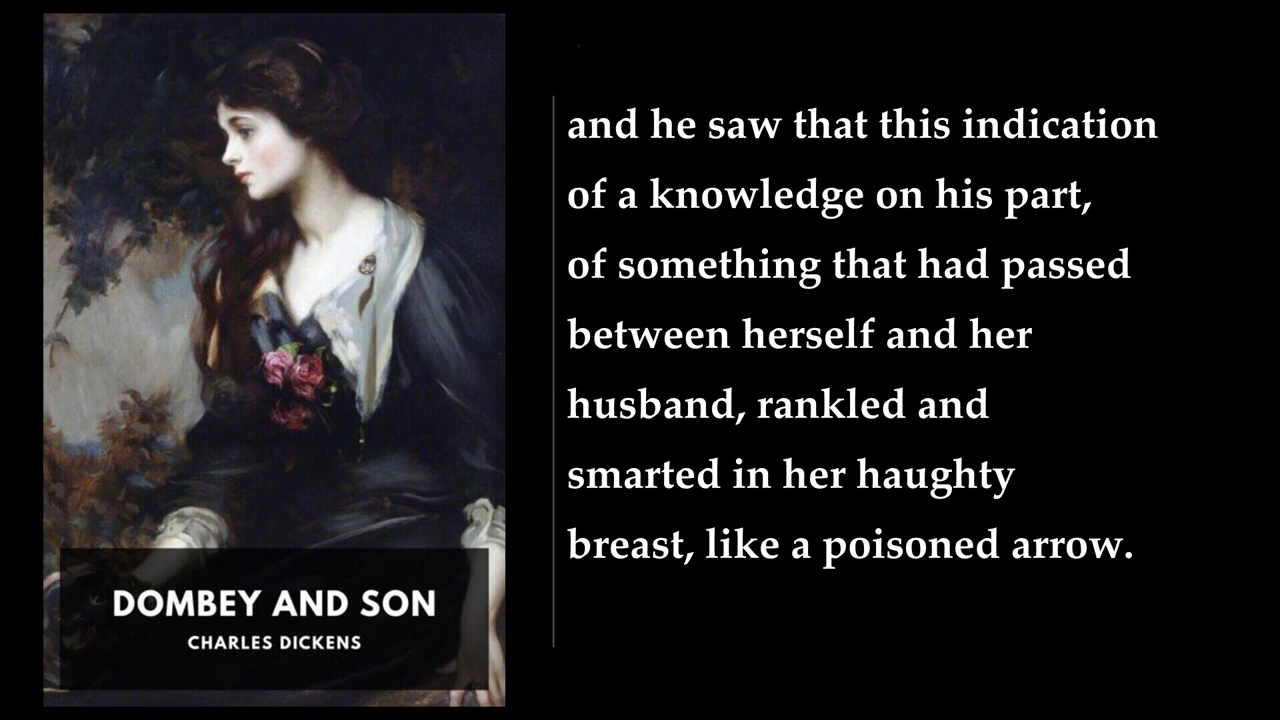 DOMBEY AND SON
CHARLES DICKENS
and he saw that this indication
of a knowledge on his part,
of something that had passed
between herself and her
husband, rankled and
smarted in her haughty
breast, like a poisoned arrow.